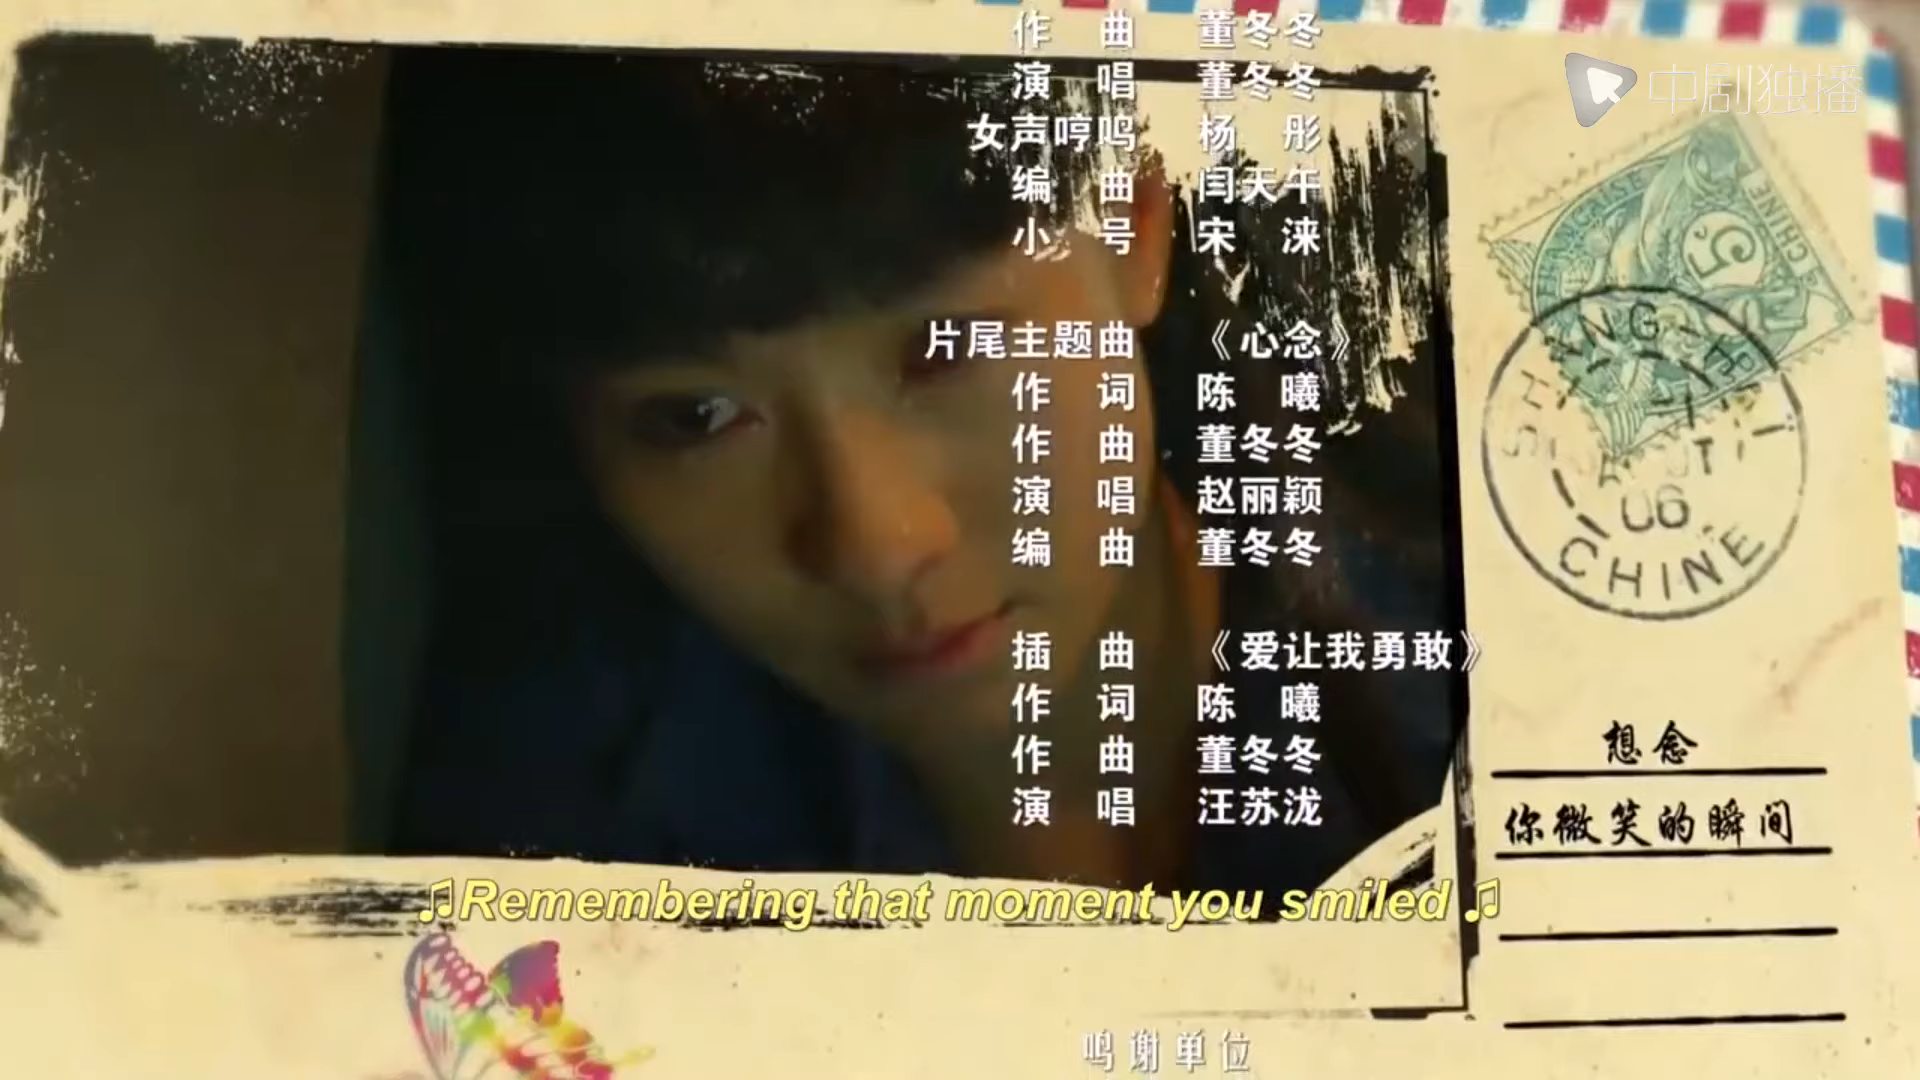 作曲 董冬冬
演唱 董冬冬
女声哼鸣 杨彤
编曲 闫天午
小号 宋涞
片尾主题曲 《心念》
作词 陈曦
作曲 董冬冬
演唱 赵丽颖
编曲 董冬冬
插曲 《爱让我勇敢》
作词 陈曦
作曲 董冬冬
演唱 汪苏泷
♫Remembering that moment you smiled♫
鸣谢单位
中剧独播
CHINE
5
06
CHINE
想念
你微笑的瞬间